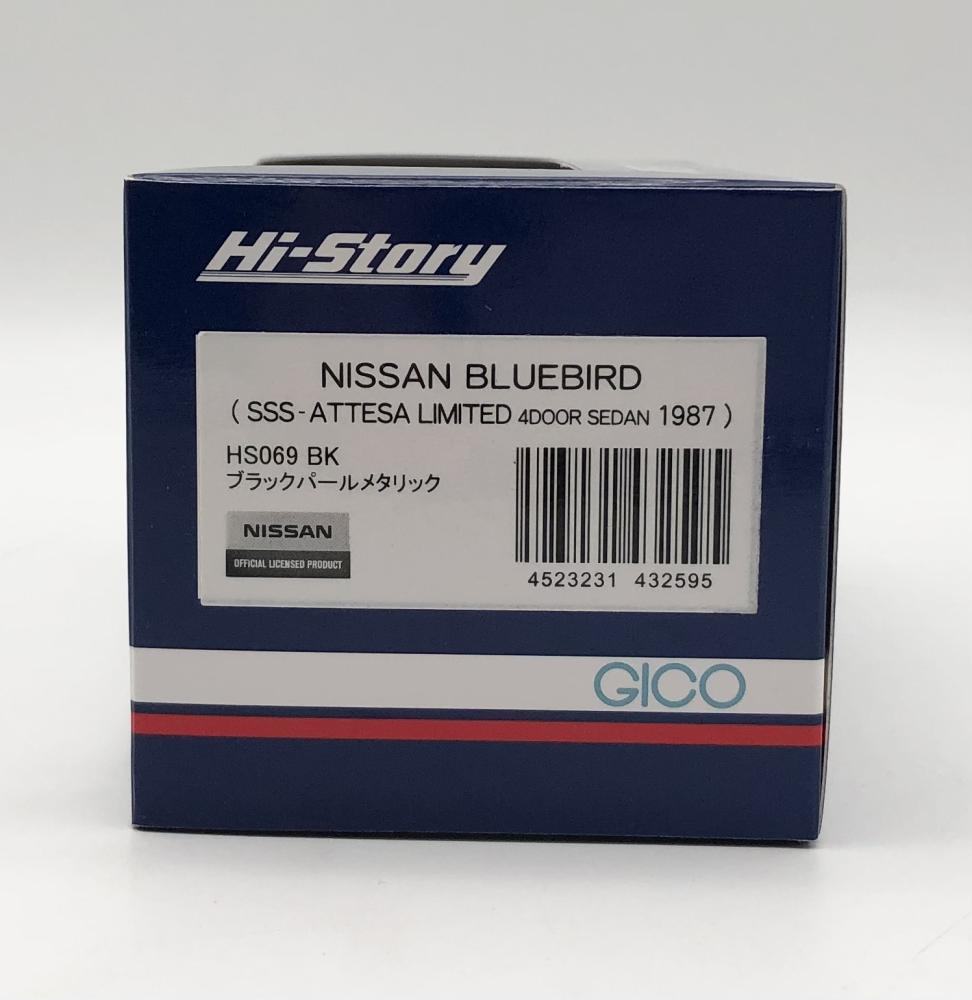 Hi-Story
NISSAN BLUEBIRD
( SSS-ATTESA LIMITED 4DOOR SEDAN 1987 )
HS069 BK
ブラックパールメタリック
NISSAN
OFFICIAL LICENSED PRODUCT
4523231 432595
GICO